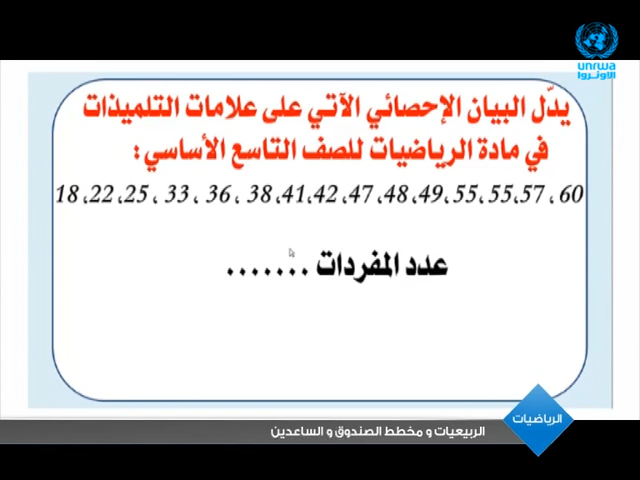 unrwa
الأونروا
يدّل البيان الإحصائي الآتي على علامات التلميذات
في مادة الرياضيات للصف التاسع الأساسي :
18 ،22 ،25 ، 33 ، 36 ، 38 ،41 ،42 ،47 ،48 ،49 ،55 ،55 ،57 ، 60
عدد المفردات .......
الرياضيات
الربيعيات و مخطط الصندوق و الساعدين